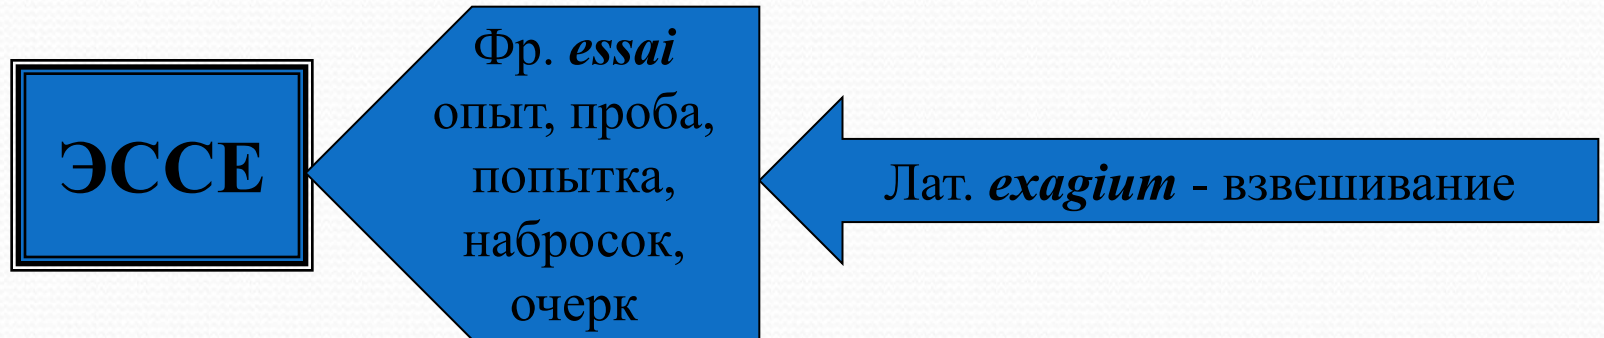 ЭССЕ
Фр. essai
опыт, проба,
попытка,
набросок,
очерк
Лат. exagium - взвешивание